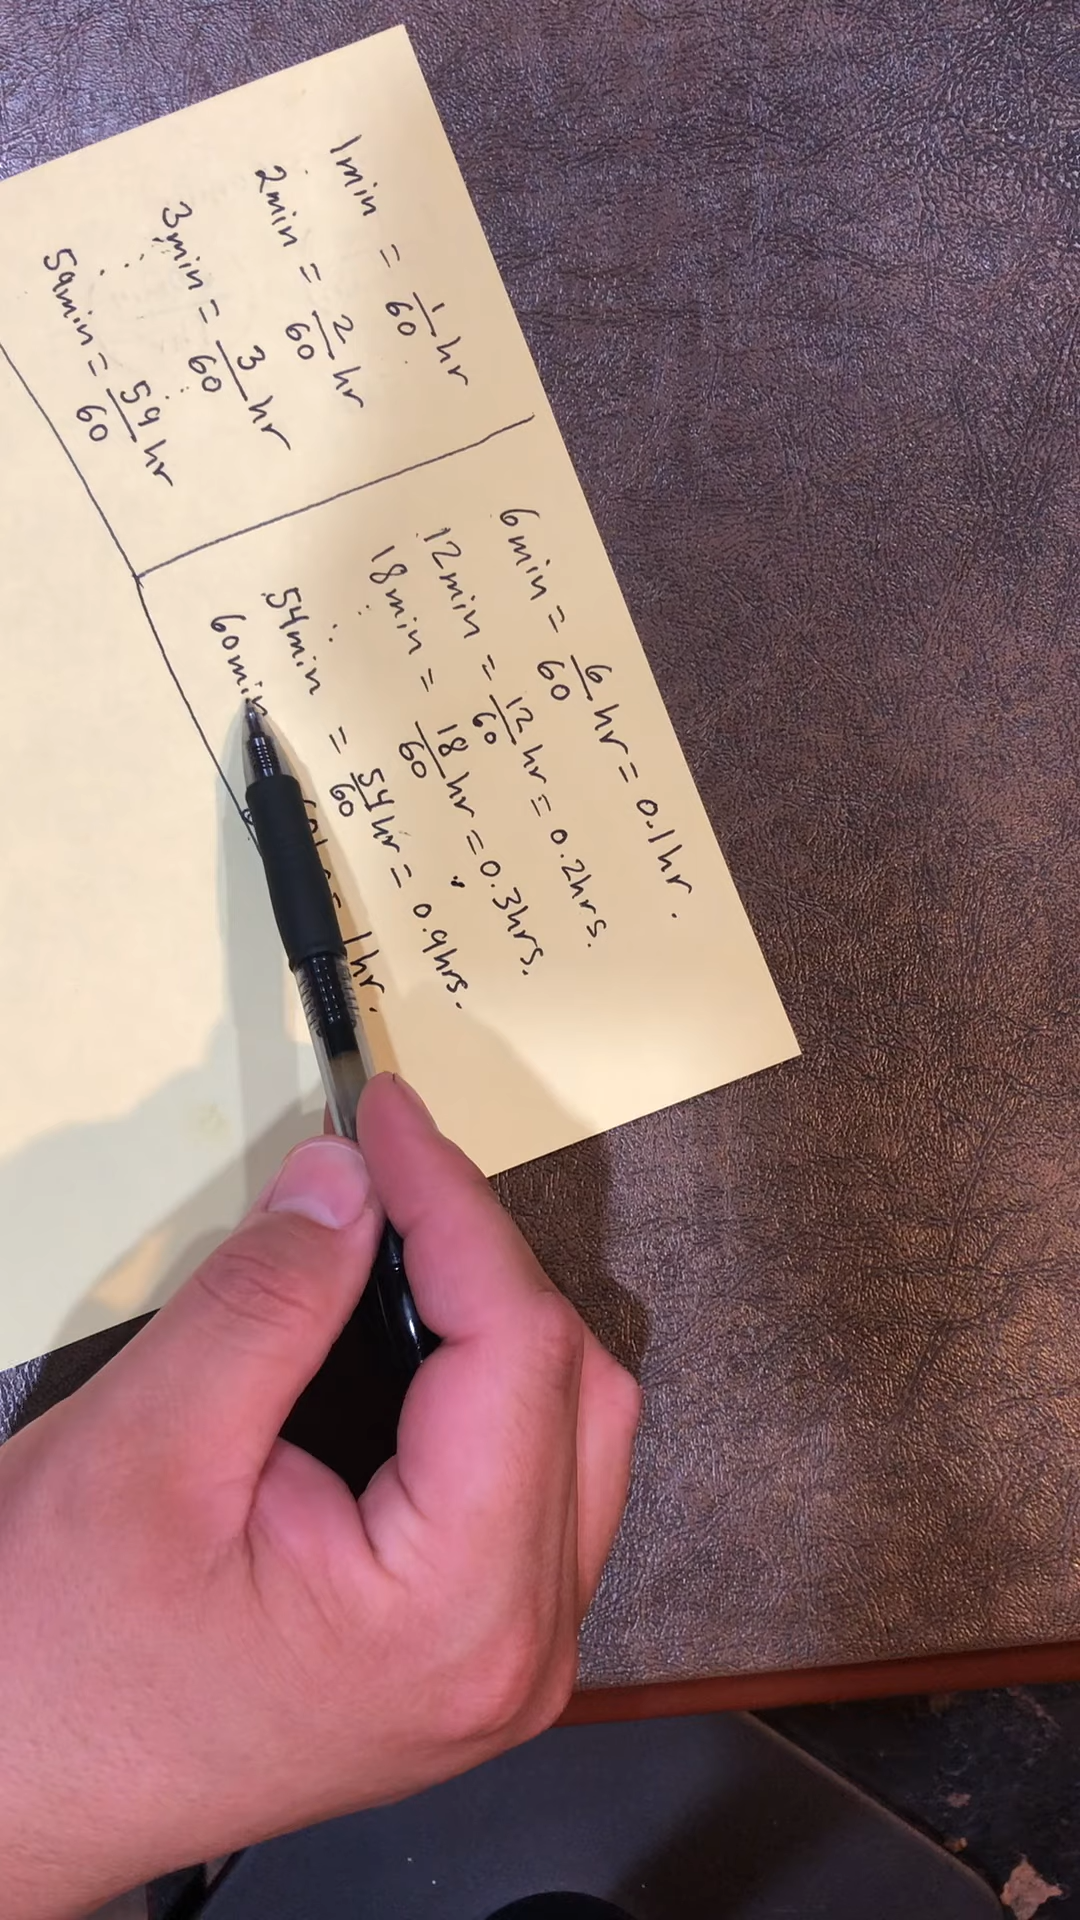 1min = 1/60 hr
2min = 2/60 hr
3min = 3/60 hr
59min = 59/60 hr
6min = 6/60 hr = 0.1hr.
12min = 12/60 hr = 0.2hrs.
18min = 18/60 hr = 0.3hrs.
54min = 54/60 hr = 0.9hrs.
60min 1hr.